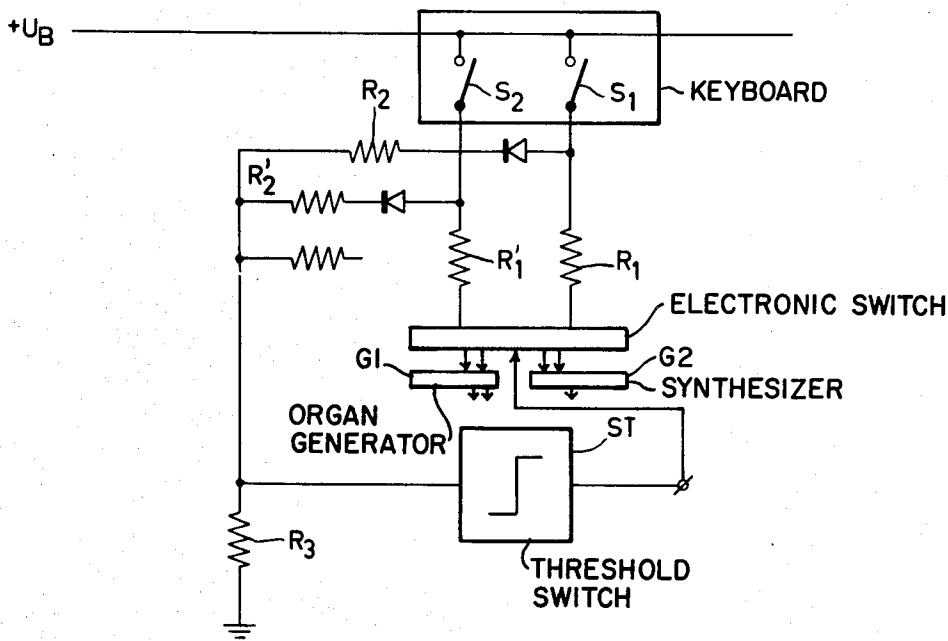 +UB
S2
S1
KEYBOARD
R2
R'2
R'1
R1
ELECTRONIC SWITCH
G1
G2
SYNTHESIZER
ORGAN
GENERATOR
ST
R3
THRESHOLD
SWITCH